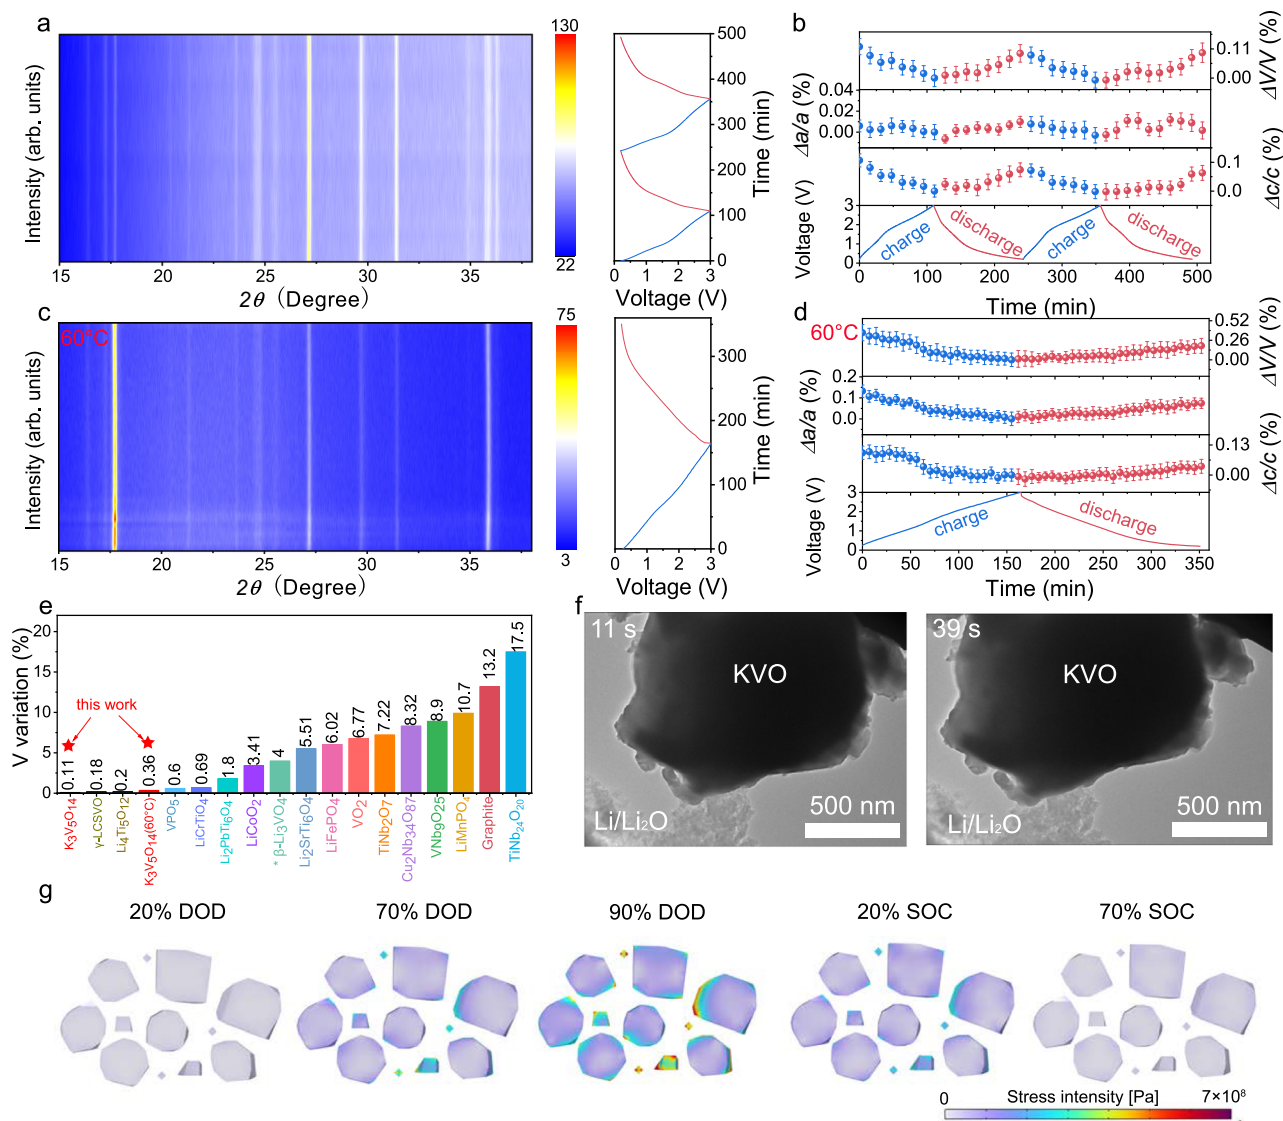 a
Intensity (arb. units)
15
20
25
30
35
2θ (Degree)
130
22
500
400
300
200
100
0
Time (min)
0
1
2
3
Voltage (V)
b
0.11
0.00
ΔV/V (%)
0.04
0.02
0.00
Δa/a (%)
0.1
0.0
Δc/c (%)
3
2
1
0
Voltage (V)
charge
discharge
charge
discharge
0
100
200
300
400
500
Time (min)
c
60°C
Intensity (arb. units)
15
20
25
30
35
2θ (Degree)
75
3
300
200
100
0
Time (min)
0
1
2
3
Voltage (V)
d
60°C
0.52
0.26
0.00
ΔV/V (%)
0.2
0.1
0.0
Δa/a (%)
0.13
0.00
Δc/c (%)
3
2
1
0
Voltage (V)
charge
discharge
0
50
100
150
200
250
300
350
Time (min)
e
V variation (%)
20
15
10
5
0
this work
0.11
0.18
0.2
0.36
0.6
0.69
1.8
3.41
4
5.51
6.02
6.77
7.22
8.32
8.9
10.7
13.2
17.5
K3V5O14
γ-LCSVO
Li4Ti5O12
K3V5O14(60°C)
VPO5
LiCrTiO4
Li2PbTi6O4
LiCoO2
* β-Li3VO4
Li2SrTi6O4
LiFePO4
VO2
TiNb2O7
Cu2Nb34O87
VNb9O25
LiMnPO4
Graphite
TiNb24O20
f
11 s
KVO
500 nm
Li/Li2O
39 s
KVO
500 nm
Li/Li2O
g
20% DOD
70% DOD
90% DOD
20% SOC
70% SOC
0
Stress intensity [Pa]
7×10⁸